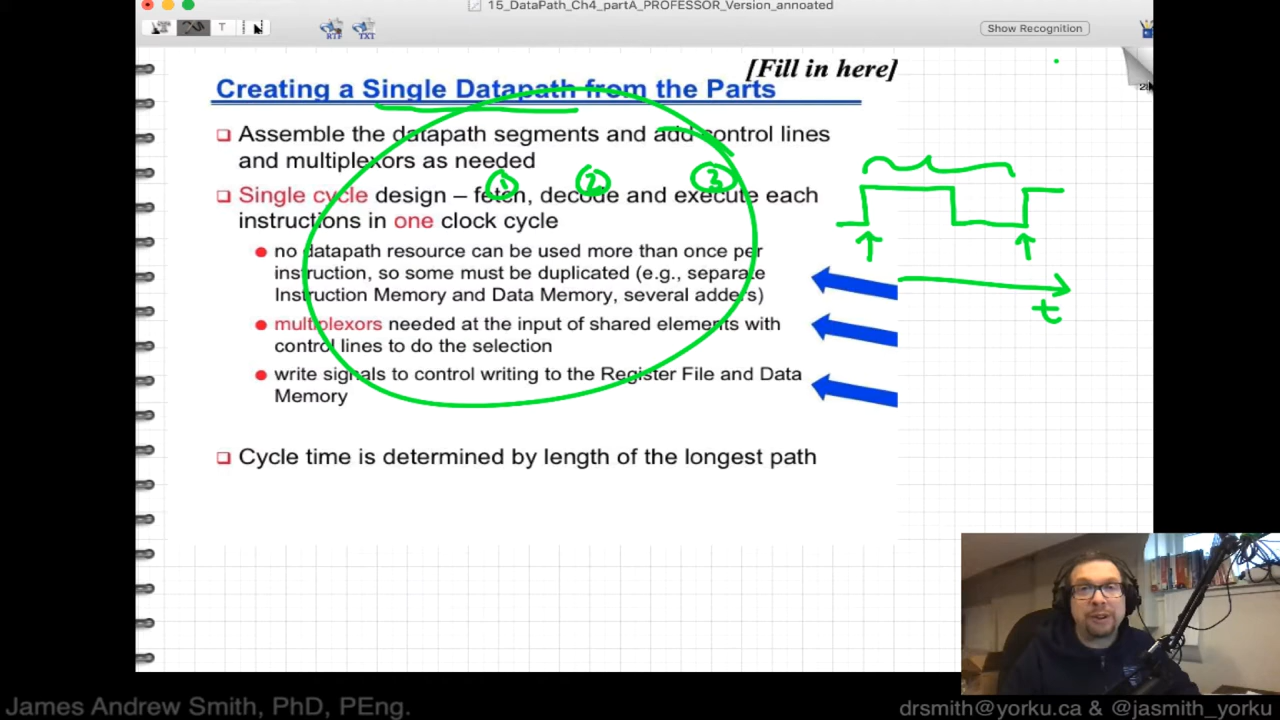 15_DataPath_Ch4_partA_PROFESSOR_Version_annoated
T
RTF
TXT
Show Recognition
[Fill in here]
Creating a Single Datapath from the Parts
Assemble the datapath segments and add control lines
and multiplexors as needed
1 2 3
Single cycle design – fetch, decode and execute each
instructions in one clock cycle
no datapath resource can be used more than once per
instruction, so some must be duplicated (e.g., separate
Instruction Memory and Data Memory, several adders)
t
multiplexors needed at the input of shared elements with
control lines to do the selection
write signals to control writing to the Register File and Data
Memory
Cycle time is determined by length of the longest path
James Andrew Smith, PhD, PEng.
drsmith@yorku.ca & @jasmith_yorku